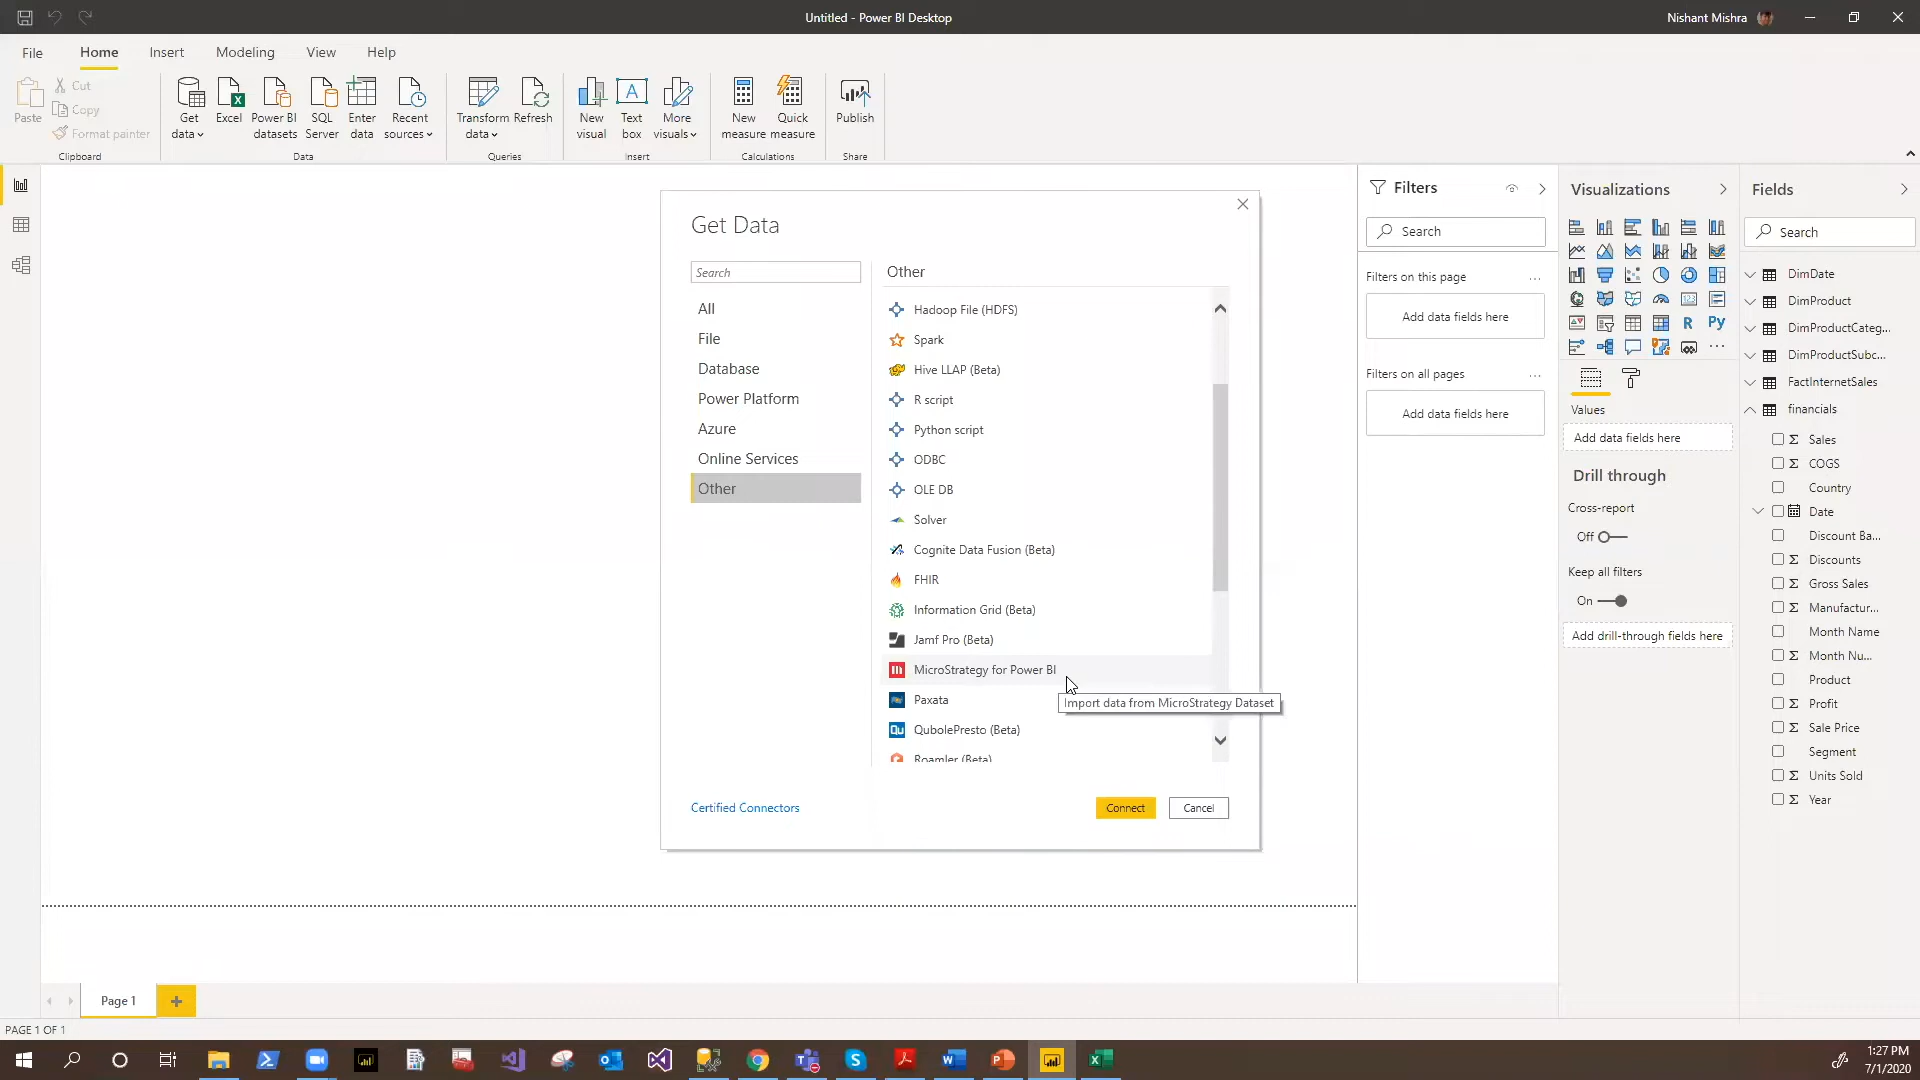 Untitled - Power BI Desktop
Nishant Mishra
File
Home
Insert
Modeling
View
Help
Paste
Cut
Copy
Format painter
Clipboard
Get data
Excel
Power BI datasets
SQL Server
Enter data
Recent sources
Data
Transform data
Refresh
Queries
New visual
Text box
More visuals
Insert
New measure
Quick measure
Calculations
Publish
Share
Get Data
Search
All
File
Database
Power Platform
Azure
Online Services
Other
Other
Hadoop File (HDFS)
Spark
Hive LLAP (Beta)
R script
Python script
ODBC
OLE DB
Solver
Cognite Data Fusion (Beta)
FHIR
Information Grid (Beta)
Jamf Pro (Beta)
MicroStrategy for Power BI
Import data from MicroStrategy Dataset
Paxata
QubolePresto (Beta)
Roamler (Beta)
Certified Connectors
Connect
Cancel
Filters
Search
Filters on this page
...
Add data fields here
Filters on all pages
...
Add data fields here
Visualizations
R
Py
...
Values
Add data fields here
Drill through
Cross-report
Off
Keep all filters
On
Add drill-through fields here
Fields
Search
DimDate
DimProduct
DimProductCateg...
DimProductSubc...
FactInternetSales
financials
Σ Sales
Σ COGS
Country
Date
Discount Ba...
Σ Discounts
Σ Gross Sales
Σ Manufactur...
Month Name
Σ Month Nu...
Product
Σ Profit
Σ Sale Price
Segment
Σ Units Sold
Σ Year
Page 1
PAGE 1 OF 1
1:27 PM
7/1/2020